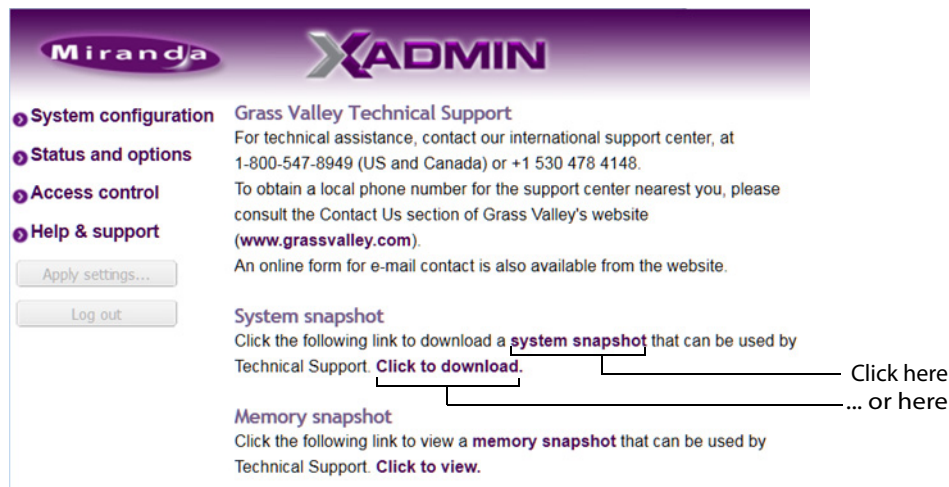 Miranda
XADMIN
System configuration
Status and options
Access control
Help & support
Apply settings...
Log out
Grass Valley Technical Support
For technical assistance, contact our international support center, at
1-800-547-8949 (US and Canada) or +1 530 478 4148.
To obtain a local phone number for the support center nearest you, please
consult the Contact Us section of Grass Valley's website
(www.grassvalley.com).
An online form for e-mail contact is also available from the website.
System snapshot
Click the following link to download a system snapshot that can be used by
Technical Support. Click to download.
Click here
... or here
Memory snapshot
Click the following link to view a memory snapshot that can be used by
Technical Support. Click to view.